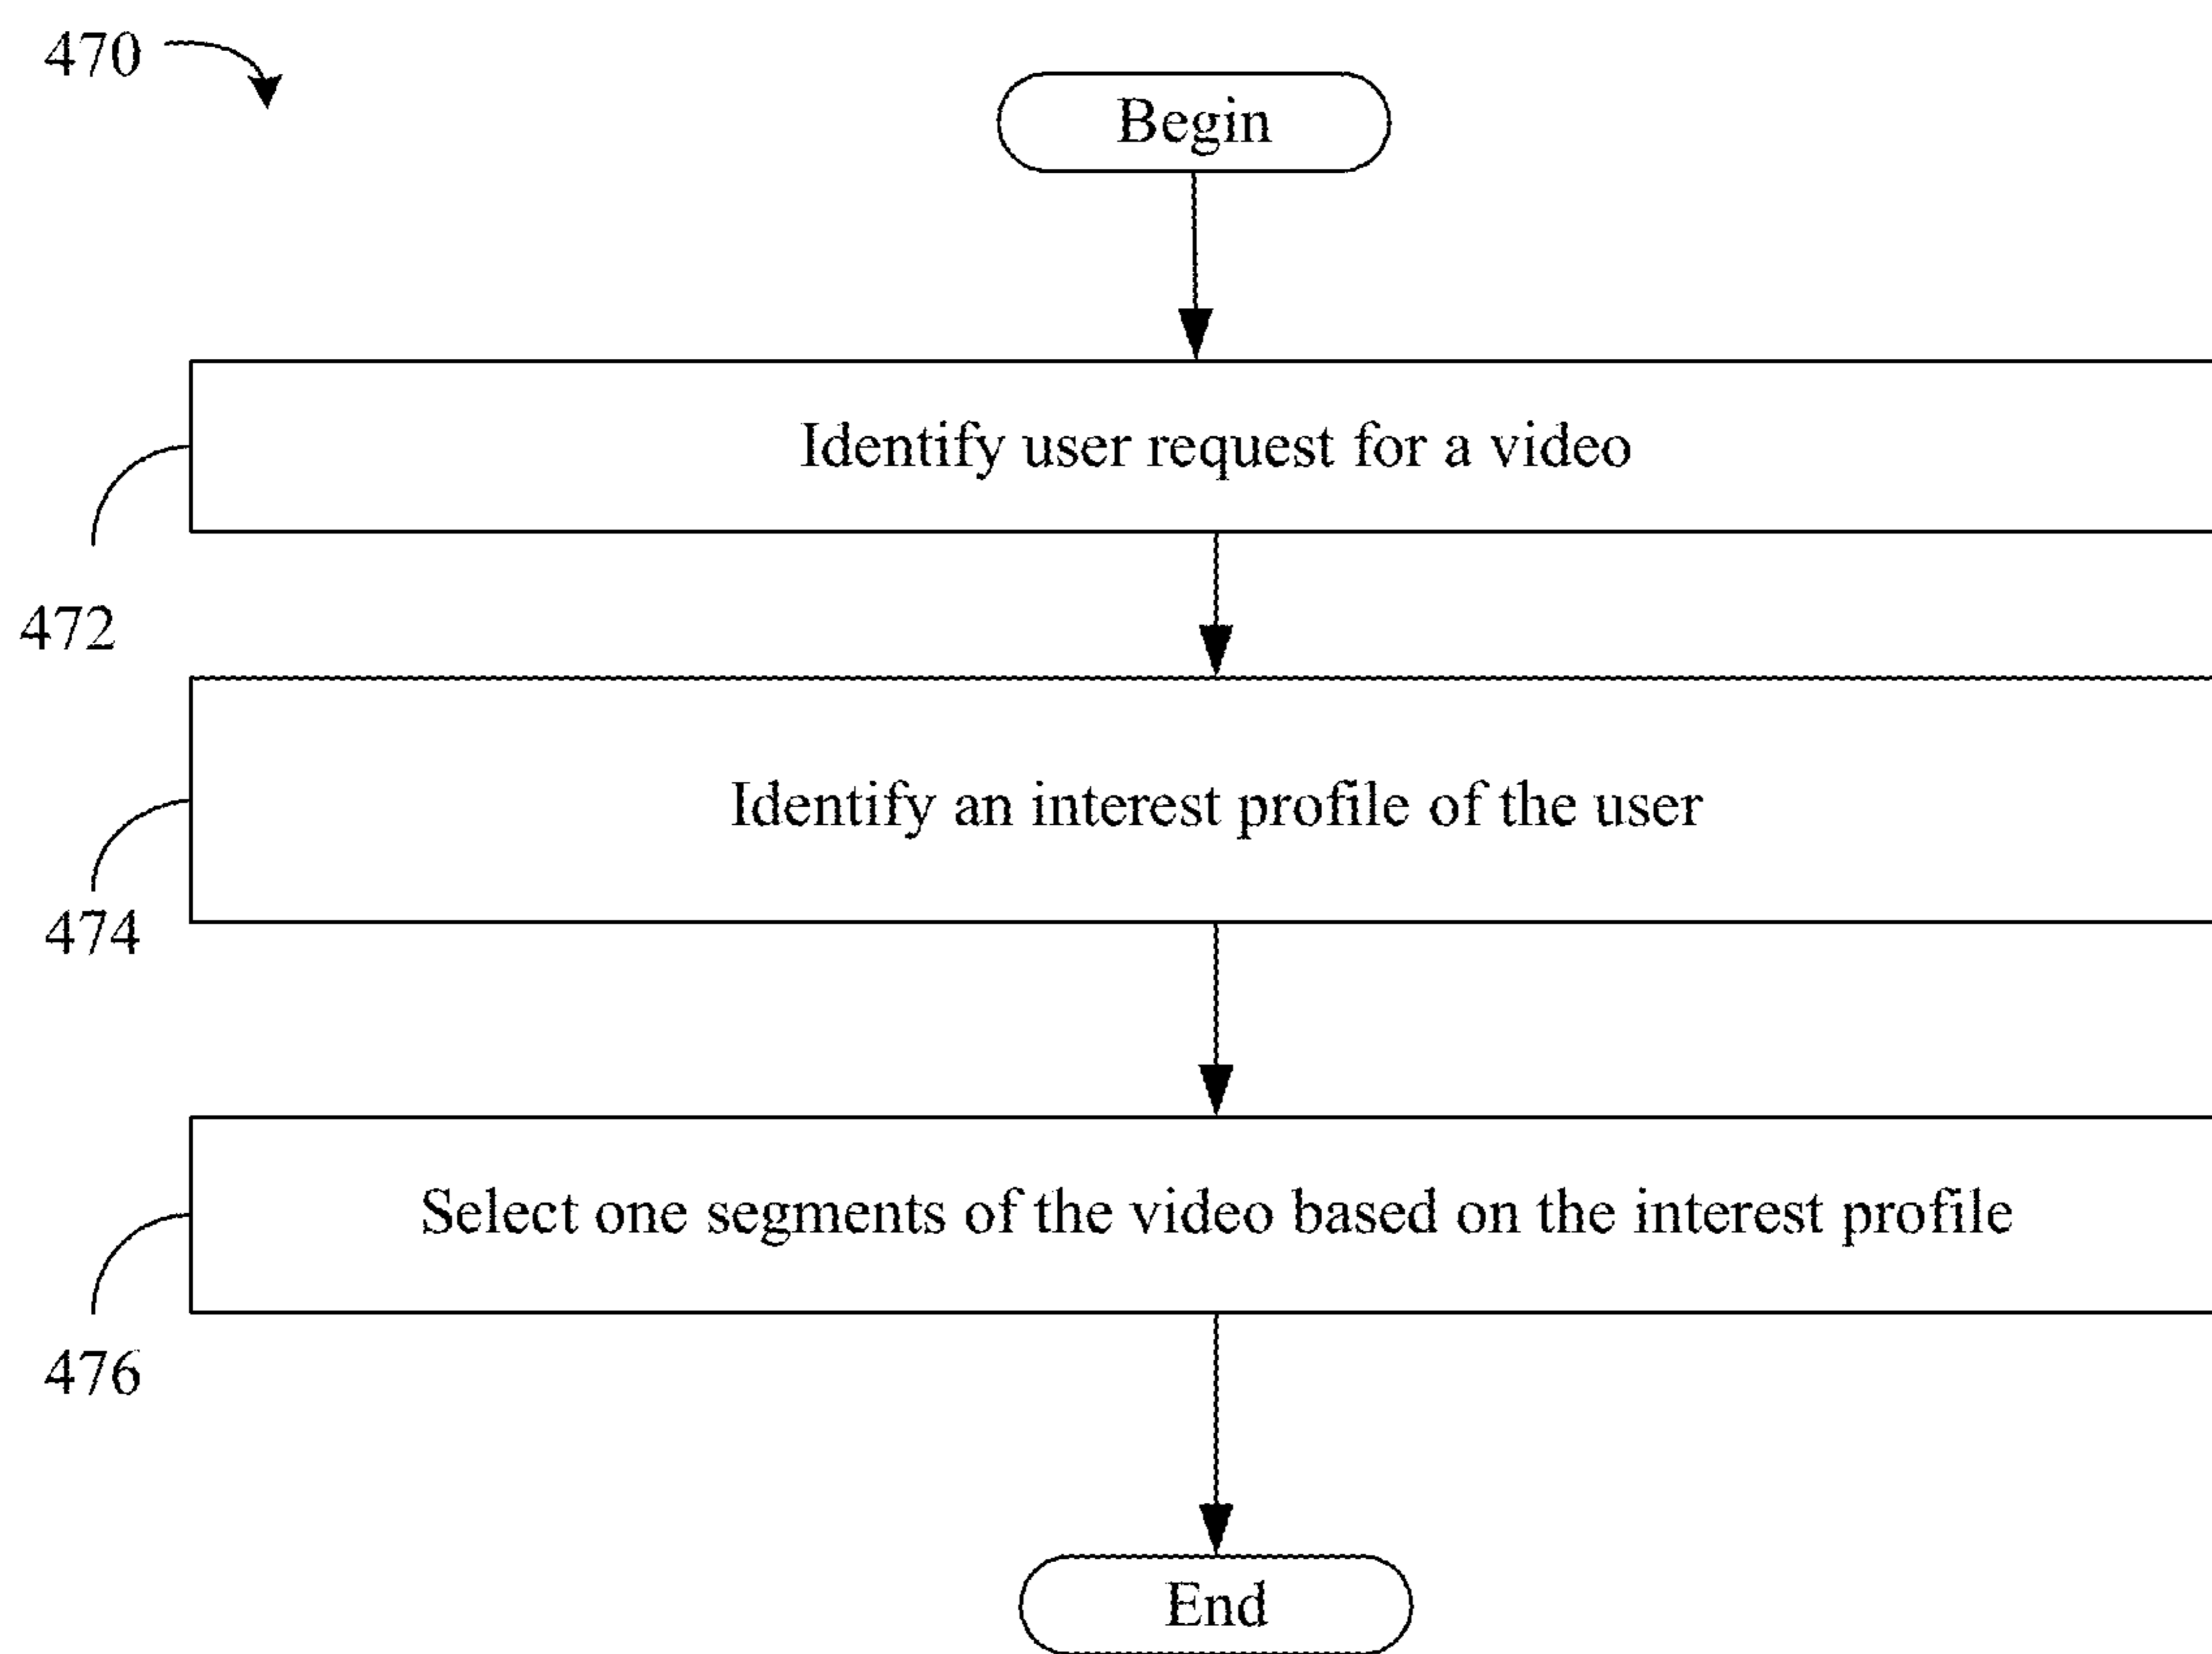 470
Begin
Identify user request for a video
472
Identify an interest profile of the user
474
Select one segments of the video based on the interest profile
476
End